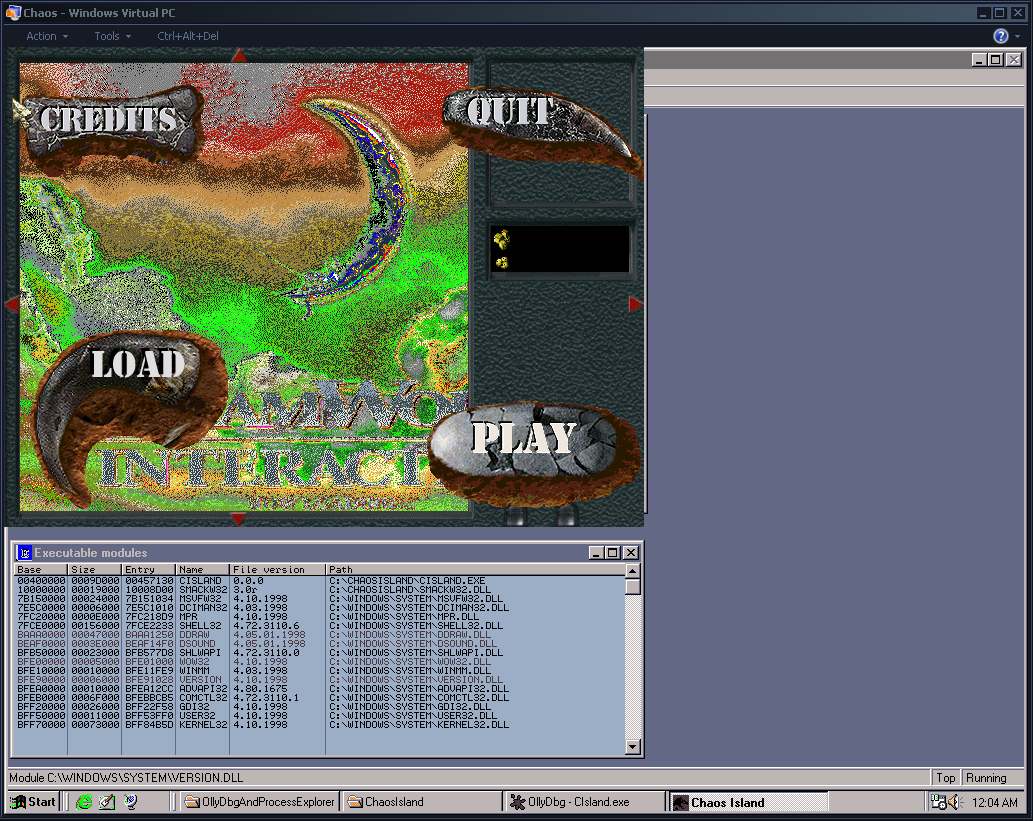 Chaos - Windows Virtual PC
Action Tools Ctrl+Alt+Del
CREDITS
QUIT
LOAD
PLAY
INTERACTI
Executable modules
Base Size Entry Name File version Path
00400000 0009D000 00457130 CISLAND 0.0.0 C:\CHAOSISLAND\CISLAND.EXE
10000000 00019000 10008D00 SMACKW32 3.0r C:\CHAOSISLAND\SMACKW32.DLL
7B150000 00024000 7B151034 MSVFW32 4.10.1998 C:\WINDOWS\SYSTEM\MSVFW32.DLL
7E5C0000 00006000 7E5C1010 DCIMAN32 4.03.1998 C:\WINDOWS\SYSTEM\DCIMAN32.DLL
7FC20000 0000E000 7FC218D9 MPR 4.10.1998 C:\WINDOWS\SYSTEM\MPR.DLL
7FCE0000 00156000 7FCE2233 SHELL32 4.72.3110.6 C:\WINDOWS\SYSTEM\SHELL32.DLL
BAAA0000 00047000 BAAA1250 DDRAW 4.05.01.1998 C:\WINDOWS\SYSTEM\DDRAW.DLL
BEAF0000 0003E000 BEAF14F0 DSOUND 4.05.01.1998 C:\WINDOWS\SYSTEM\DSOUND.DLL
BFB50000 00023000 BFB577D8 SHLWAPI 4.72.3110.0 C:\WINDOWS\SYSTEM\SHLWAPI.DLL
BFE00000 00005000 BFE01000 WOW32 4.10.1998 C:\WINDOWS\SYSTEM\WOW32.DLL
BFE10000 00010000 BFE11FE9 WINMM 4.03.1998 C:\WINDOWS\SYSTEM\WINMM.DLL
BFE90000 00006000 BFE91028 VERSION 4.10.1998 C:\WINDOWS\SYSTEM\VERSION.DLL
BFEA0000 00010000 BFEA12CC ADVAPI32 4.80.1675 C:\WINDOWS\SYSTEM\ADVAPI32.DLL
BFEB0000 0006F000 BFEBBCB5 COMCTL32 4.72.3110.1 C:\WINDOWS\SYSTEM\COMCTL32.DLL
BFF20000 00026000 BFF22F58 GDI32 4.10.1998 C:\WINDOWS\SYSTEM\GDI32.DLL
BFF50000 00011000 BFF53FF0 USER32 4.10.1998 C:\WINDOWS\SYSTEM\USER32.DLL
BFF70000 00073000 BFF84B5D KERNEL32 4.10.1998 C:\WINDOWS\SYSTEM\KERNEL32.DLL
Module C:\WINDOWS\SYSTEM\VERSION.DLL Top Running
Start OllyDbgAndProcessExplorer ChaosIsland OllyDbg - CIsland.exe Chaos Island 12:04 AM